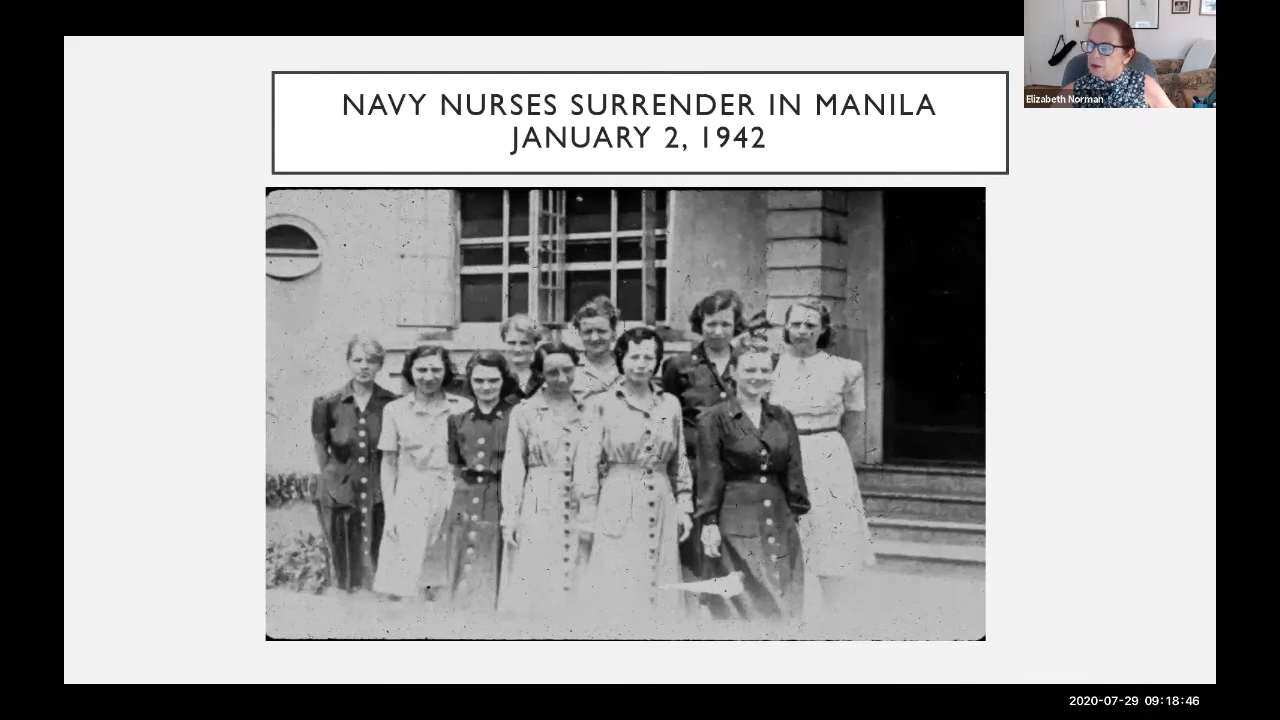 NAVY NURSES SURRENDER IN MANILA
JANUARY 2, 1942
Elizabeth Norman
2020-07-29 09:18:46